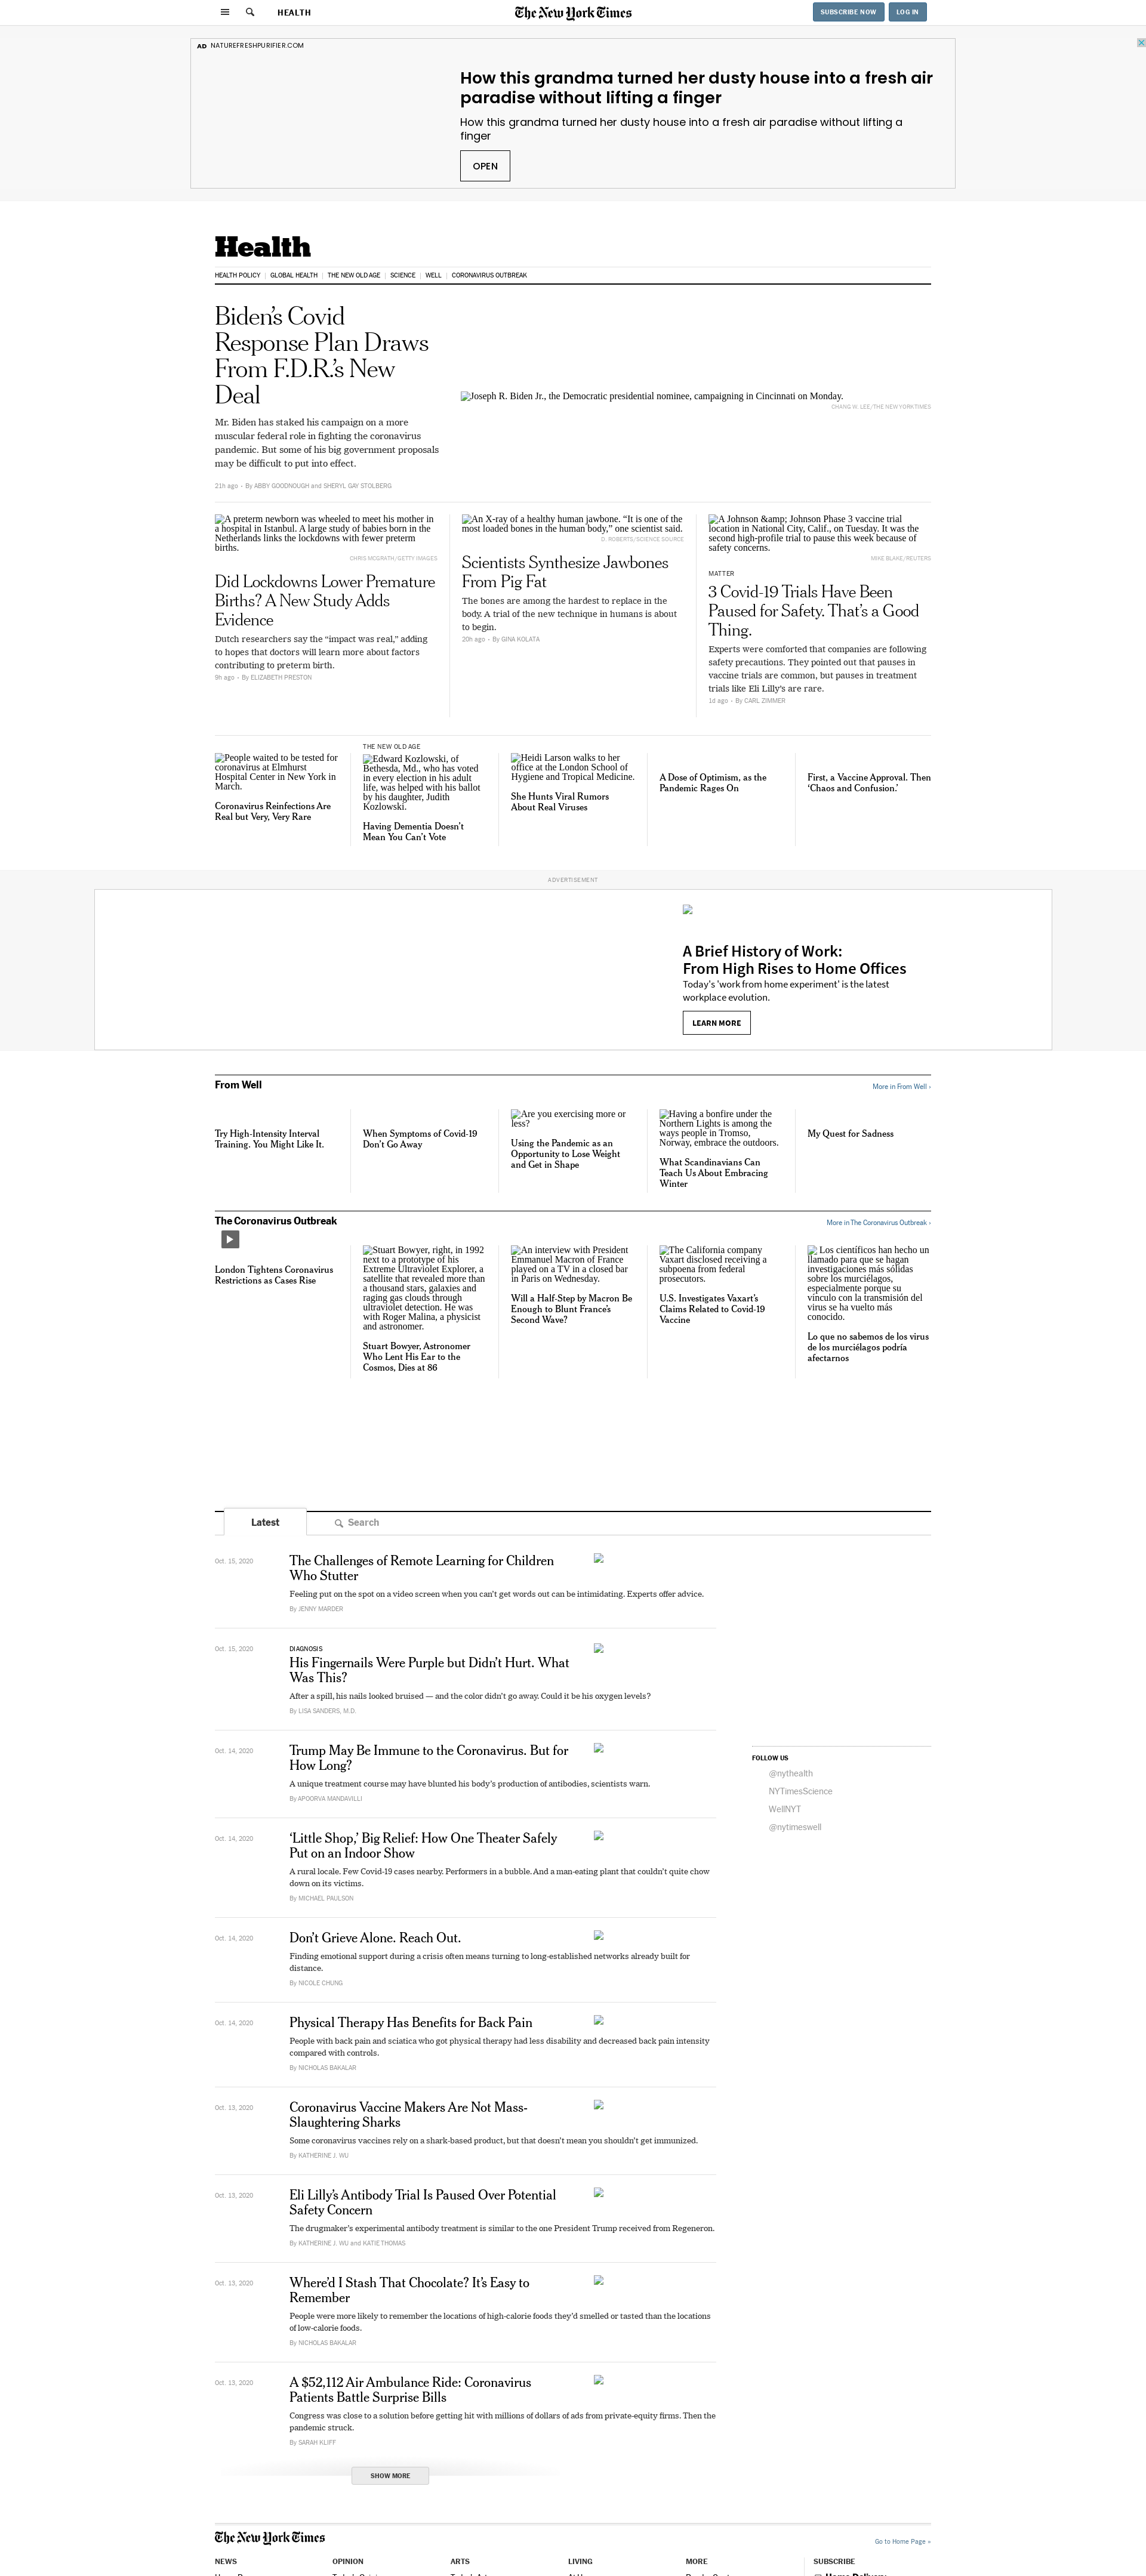 HEALTH
The New York Times
SUBSCRIBE NOW
LOG IN
AD NATUREFRESHPURIFIER.COM
How this grandma turned her dusty house into a fresh air
paradise without lifting a finger
How this grandma turned her dusty house into a fresh air paradise without lifting a
finger
OPEN
Health
HEALTH POLICY
GLOBAL HEALTH
THE NEW OLD AGE
SCIENCE
WELL
CORONAVIRUS OUTBREAK
Biden’s Covid
Response Plan Draws
From F.D.R.’s New
Deal
Mr. Biden has staked his campaign on a more
muscular federal role in fighting the coronavirus
pandemic. But some of his big government proposals
may be difficult to put into effect.
21h ago • By ABBY GOODNOUGH and SHERYL GAY STOLBERG
Joseph R. Biden Jr., the Democratic presidential nominee, campaigning in Cincinnati on Monday.
CHANG W. LEE/THE NEW YORK TIMES
A preterm newborn was wheeled to meet his mother in
a hospital in Istanbul. A large study of babies born in the
Netherlands links the lockdowns with fewer preterm
births.
CHRIS MCGRATH/GETTY IMAGES
Did Lockdowns Lower Premature
Births? A New Study Adds
Evidence
Dutch researchers say the “impact was real,” adding
to hopes that doctors will learn more about factors
contributing to preterm birth.
9h ago • By ELIZABETH PRESTON
An X-ray of a healthy human jawbone. “It is one of the
most loaded bones in the human body,” one scientist said.
D. ROBERTS/SCIENCE SOURCE
Scientists Synthesize Jawbones
From Pig Fat
The bones are among the hardest to replace in the
body. A trial of the new technique in humans is about
to begin.
20h ago • By GINA KOLATA
A Johnson &amp; Johnson Phase 3 vaccine trial
location in National City, Calif., on Tuesday. It was the
second high-profile trial to pause this week because of
safety concerns.
MIKE BLAKE/REUTERS
MATTER
3 Covid-19 Trials Have Been
Paused for Safety. That’s a Good
Thing.
Experts were comforted that companies are following
safety precautions. They pointed out that pauses in
vaccine trials are common, but pauses in treatment
trials like Eli Lilly’s are rare.
1d ago • By CARL ZIMMER
People waited to be tested for
coronavirus at Elmhurst
Hospital Center in New York in
March.
Coronavirus Reinfections Are
Real but Very, Very Rare
THE NEW OLD AGE
Edward Kozlowski, of
Bethesda, Md., who has voted
in every election in his adult
life, was helped with his ballot
by his daughter, Judith
Kozlowski.
Having Dementia Doesn’t
Mean You Can’t Vote
Heidi Larson walks to her
office at the London School of
Hygiene and Tropical Medicine.
She Hunts Viral Rumors
About Real Viruses
A Dose of Optimism, as the
Pandemic Rages On
First, a Vaccine Approval. Then
‘Chaos and Confusion.’
ADVERTISEMENT
A Brief History of Work:
From High Rises to Home Offices
Today's 'work from home experiment' is the latest
workplace evolution.
LEARN MORE
From Well
More in From Well ›
Try High-Intensity Interval
Training. You Might Like It.
When Symptoms of Covid-19
Don’t Go Away
Are you exercising more or
less?
Using the Pandemic as an
Opportunity to Lose Weight
and Get in Shape
Having a bonfire under the
Northern Lights is among the
ways people in Tromso,
Norway, embrace the outdoors.
What Scandinavians Can
Teach Us About Embracing
Winter
My Quest for Sadness
The Coronavirus Outbreak
More in The Coronavirus Outbreak ›
London Tightens Coronavirus
Restrictions as Cases Rise
Stuart Bowyer, right, in 1992
next to a prototype of his
Extreme Ultraviolet Explorer, a
satellite that revealed more than
a thousand stars, galaxies and
raging gas clouds through
ultraviolet detection. He was
with Roger Malina, a physicist
and astronomer.
Stuart Bowyer, Astronomer
Who Lent His Ear to the
Cosmos, Dies at 86
An interview with President
Emmanuel Macron of France
played on a TV in a closed bar
in Paris on Wednesday.
Will a Half-Step by Macron Be
Enough to Blunt France’s
Second Wave?
The California company
Vaxart disclosed receiving a
subpoena from federal
prosecutors.
U.S. Investigates Vaxart’s
Claims Related to Covid-19
Vaccine
Los científicos han hecho un
llamado para que se hagan
investigaciones más sólidas
sobre los murciélagos,
especialmente porque su
vínculo con la transmisión del
virus se ha vuelto más
conocido.
Lo que no sabemos de los virus
de los murciélagos podría
afectarnos
Latest
Search
Oct. 15, 2020
The Challenges of Remote Learning for Children
Who Stutter
Feeling put on the spot on a video screen when you can’t get words out can be intimidating. Experts offer advice.
By JENNY MARDER
Oct. 15, 2020
DIAGNOSIS
His Fingernails Were Purple but Didn’t Hurt. What
Was This?
After a spill, his nails looked bruised — and the color didn’t go away. Could it be his oxygen levels?
By LISA SANDERS, M.D.
Oct. 14, 2020
Trump May Be Immune to the Coronavirus. But for
How Long?
A unique treatment course may have blunted his body’s production of antibodies, scientists warn.
By APOORVA MANDAVILLI
FOLLOW US
@nythealth
NYTimesScience
WellNYT
@nytimeswell
Oct. 14, 2020
‘Little Shop,’ Big Relief: How One Theater Safely
Put on an Indoor Show
A rural locale. Few Covid-19 cases nearby. Performers in a bubble. And a man-eating plant that couldn’t quite chow
down on its victims.
By MICHAEL PAULSON
Oct. 14, 2020
Don’t Grieve Alone. Reach Out.
Finding emotional support during a crisis often means turning to long-established networks already built for
distance.
By NICOLE CHUNG
Oct. 14, 2020
Physical Therapy Has Benefits for Back Pain
People with back pain and sciatica who got physical therapy had less disability and decreased back pain intensity
compared with controls.
By NICHOLAS BAKALAR
Oct. 13, 2020
Coronavirus Vaccine Makers Are Not Mass-
Slaughtering Sharks
Some coronavirus vaccines rely on a shark-based product, but that doesn’t mean you shouldn’t get immunized.
By KATHERINE J. WU
Oct. 13, 2020
Eli Lilly’s Antibody Trial Is Paused Over Potential
Safety Concern
The drugmaker’s experimental antibody treatment is similar to the one President Trump received from Regeneron.
By KATHERINE J. WU and KATIE THOMAS
Oct. 13, 2020
Where’d I Stash That Chocolate? It’s Easy to
Remember
People were more likely to remember the locations of high-calorie foods they’d smelled or tasted than the locations
of low-calorie foods.
By NICHOLAS BAKALAR
Oct. 13, 2020
A $52,112 Air Ambulance Ride: Coronavirus
Patients Battle Surprise Bills
Congress was close to a solution before getting hit with millions of dollars of ads from private-equity firms. Then the
pandemic struck.
By SARAH KLIFF
SHOW MORE
The New York Times
Go to Home Page »
NEWS
OPINION
ARTS
LIVING
MORE
SUBSCRIBE